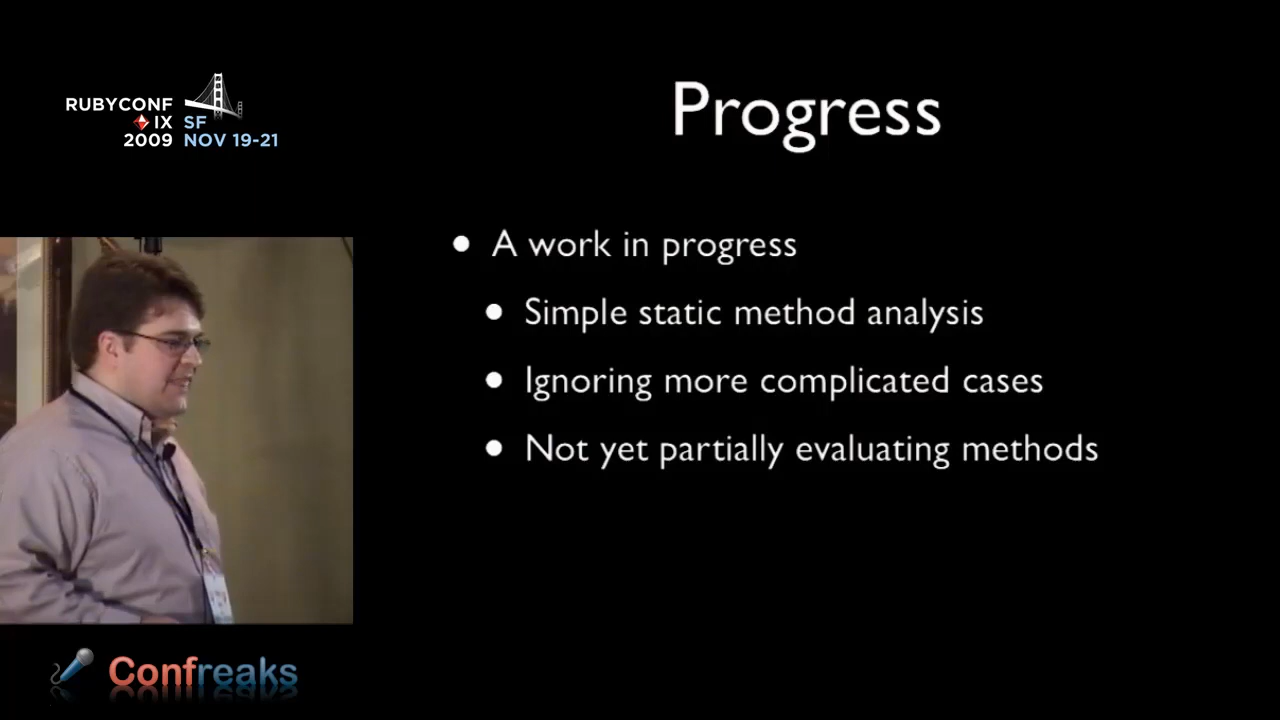 RUBYCONF
IX SF
2009 NOV 19-21
Progress
A work in progress
Simple static method analysis
Ignoring more complicated cases
Not yet partially evaluating methods
Confreaks